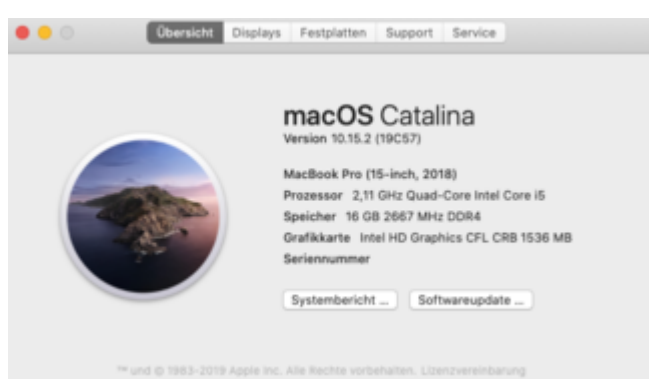 Übersicht Displays Festplatten Support Service
macOS Catalina
Version 10.15.2 (19C57)
MacBook Pro (15-inch, 2018)
Prozessor 2,11 GHz Quad-Core Intel Core i5
Speicher 16 GB 2667 MHz DDR4
Grafikkarte Intel HD Graphics CFL CRB 1536 MB
Seriennummer
Systembericht ... Softwareupdate ...
™ und © 1983-2019 Apple Inc. Alle Rechte vorbehalten. Lizenzvereinbarung